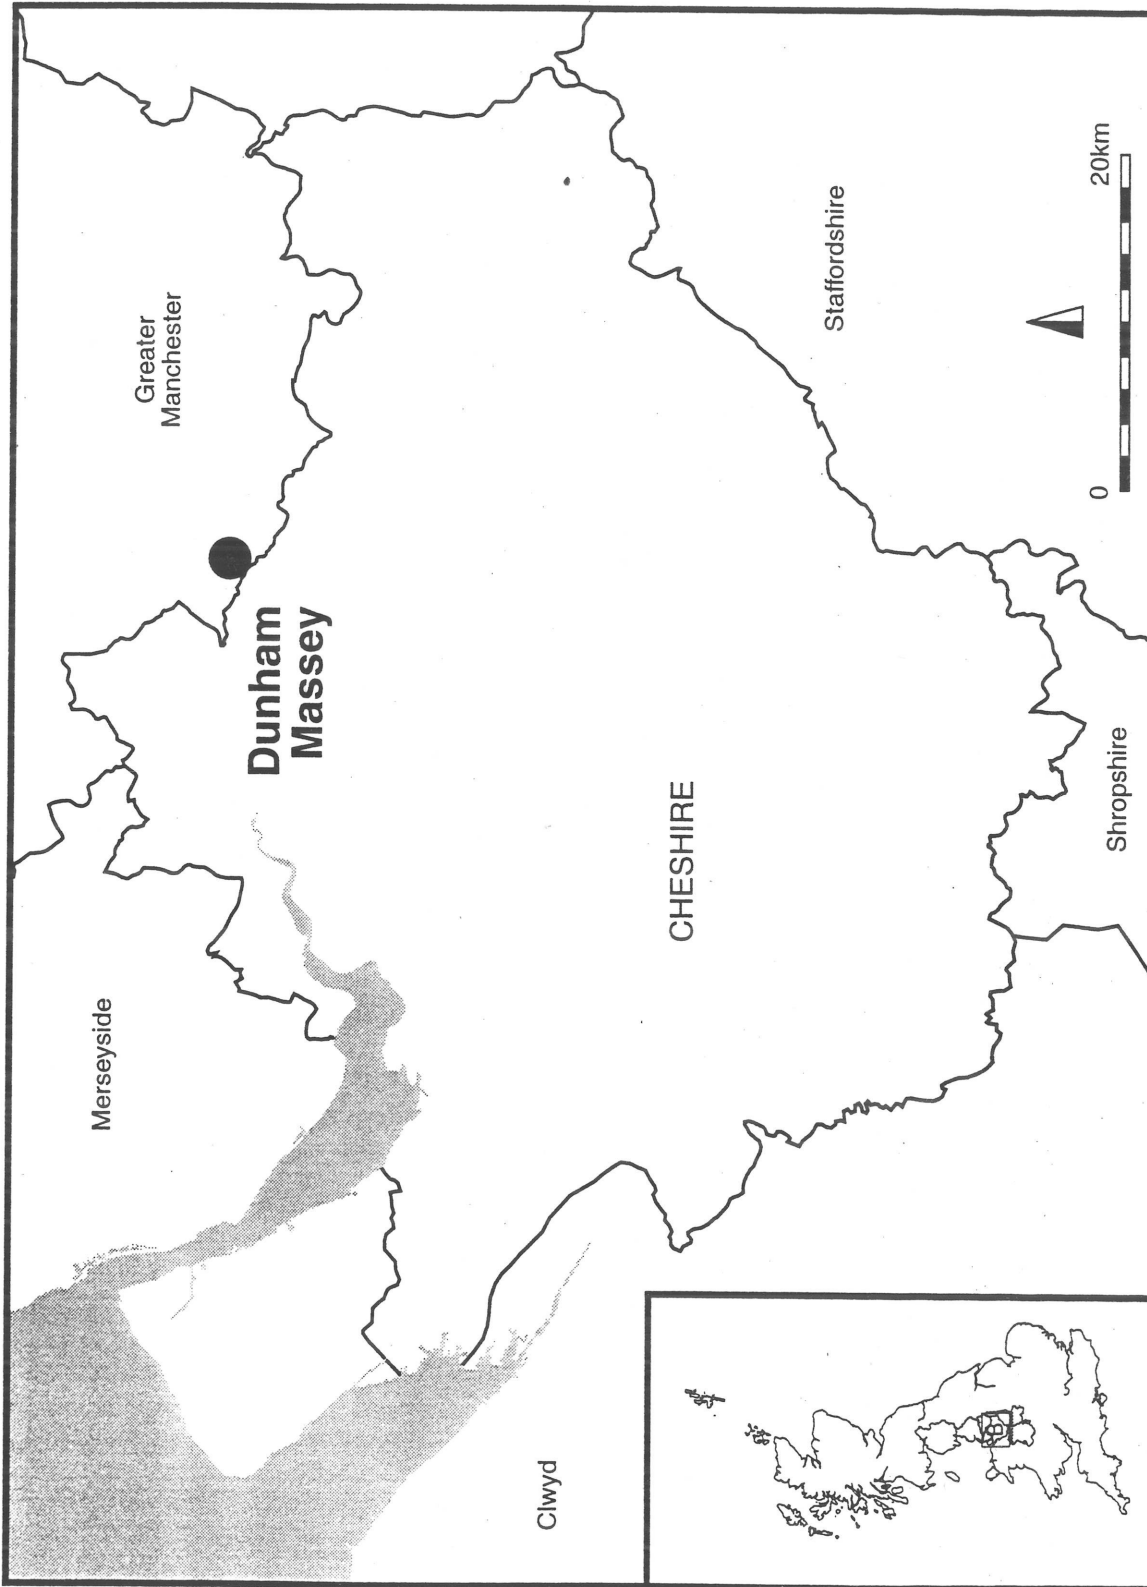 Greater
Manchester
Merseyside
Dunham
Massey
CHESHIRE
Clwyd
Staffordshire
Shropshire
0
20km